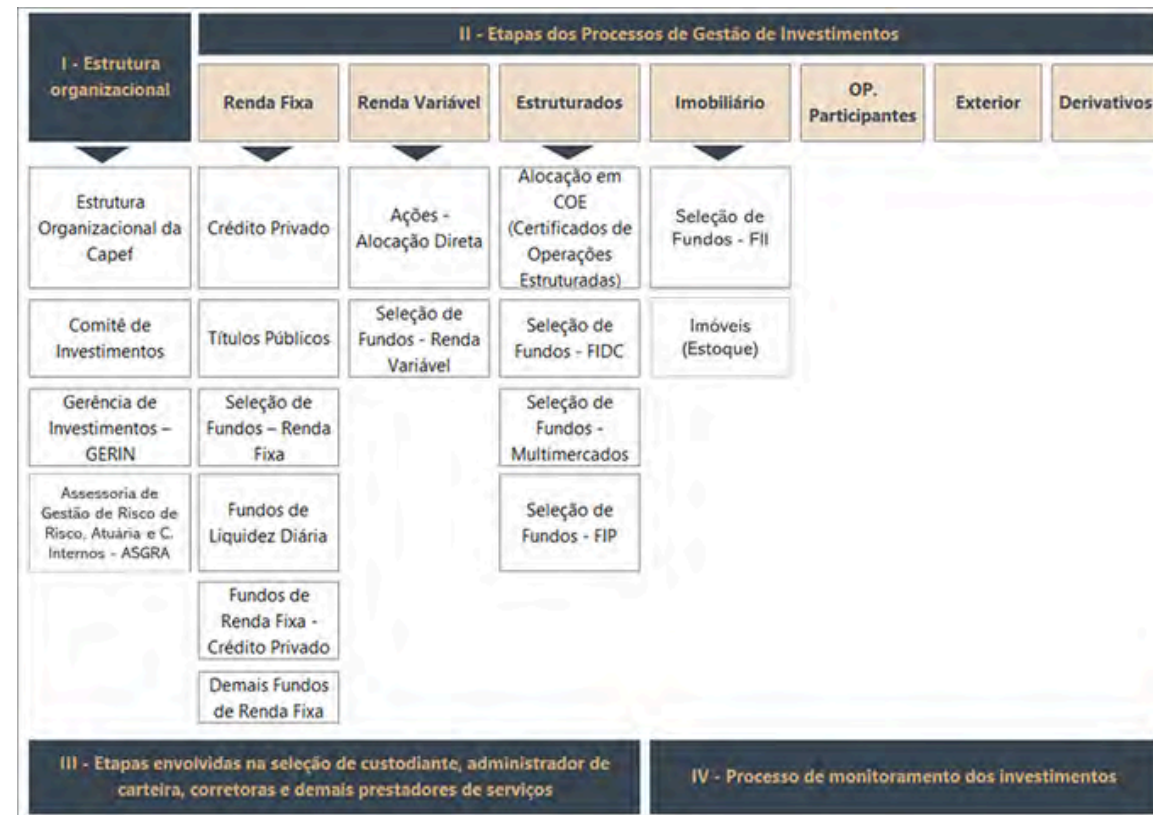 I - Estrutura
organizacional
II - Etapas dos Processos de Gestão de Investimentos
Renda Fixa
Renda Variável
Estruturados
Imobiliário
OP.
Participantes
Exterior
Derivativos
Estrutura
Organizacional da
Capef
Crédito Privado
Ações -
Alocação Direta
Alocação em
COE
(Certificados de
Operações
Estruturadas)
Seleção de
Fundos - FII
Comitê de
Investimentos
Títulos Públicos
Seleção de
Fundos - Renda
Variável
Seleção de
Fundos - FIDC
Imóveis
(Estoque)
Gerência de
Investimentos –
GERIN
Seleção de
Fundos – Renda
Fixa
Seleção de
Fundos -
Multimercados
Assessoria de
Gestão de Risco de
Risco, Atuária e C.
Internos - ASGRA
Fundos de
Liquidez Diária
Seleção de
Fundos - FIP
Fundos de
Renda Fixa -
Crédito Privado
Demais Fundos
de Renda Fixa
III - Etapas envolvidas na seleção de custodiante, administrador de
carteira, corretoras e demais prestadores de serviços
IV - Processo de monitoramento dos investimentos